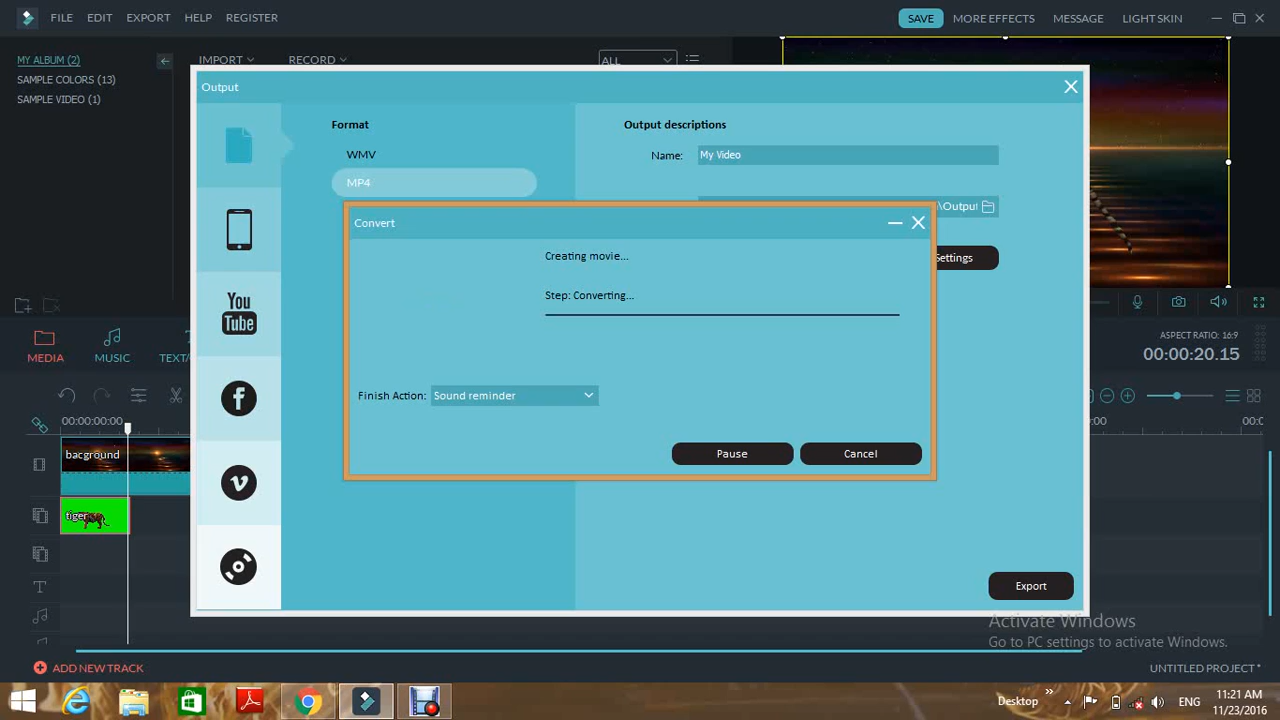 FILE EDIT EXPORT HELP REGISTER SAVE MORE EFFECTS MESSAGE LIGHT SKIN
MY ALBUM (2) IMPORT RECORD ALL
SAMPLE COLORS (13)
SAMPLE VIDEO (1)
Output
Format
WMV
MP4
Output descriptions
Name: My Video
\Output
Settings
Convert
Creating movie...
Step: Converting...
Finish Action: Sound reminder
Pause Cancel
You
Tube
Export
MEDIA MUSIC TEXT/
ASPECT RATIO: 16:9
00:00:20.15
00:00:00:00
bacground
tiger
Activate Windows
Go to PC settings to activate Windows.
ADD NEW TRACK
UNTITLED PROJECT *
Desktop ENG
11:21 AM
11/23/2016